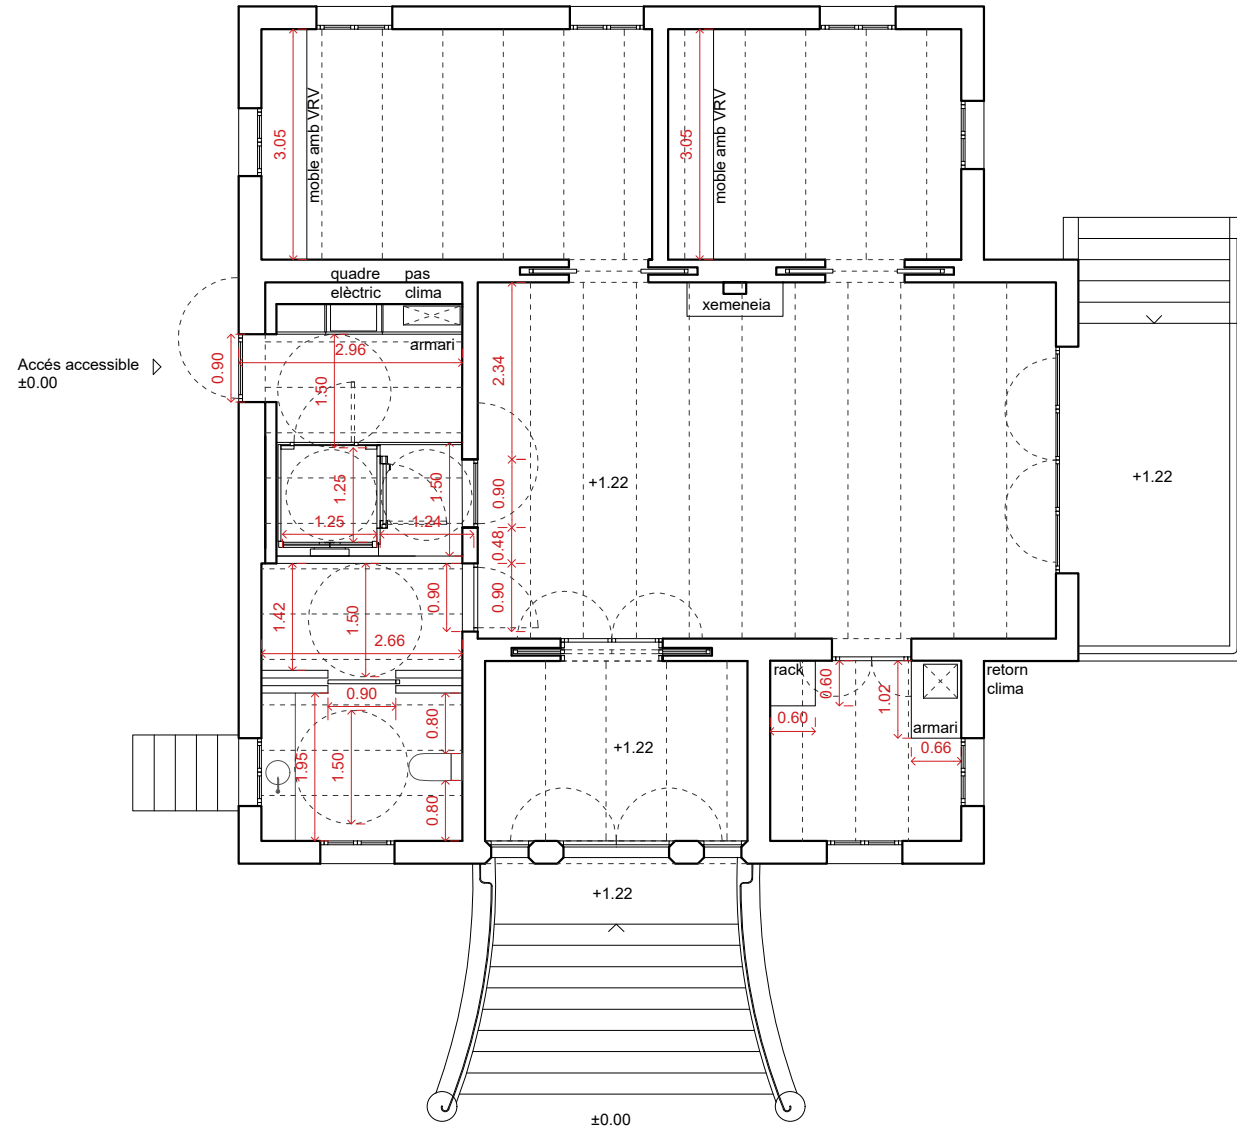 3.05
moble amb VRV
3.05
moble amb VRV
quadre
elèctric
pas
clima
xemeneia
armari
2.96
Accés accessible
±0.00
0.90
1.50
2.34
1.25
1.50
+1.22
+1.22
0.90
1.25
1.24
0.48
1.42
1.50
0.90
0.90
2.66
rack
0.60
1.02
retorn
clima
0.90
0.60
0.80
armari
0.66
+1.22
1.95
1.50
0.80
+1.22
±0.00